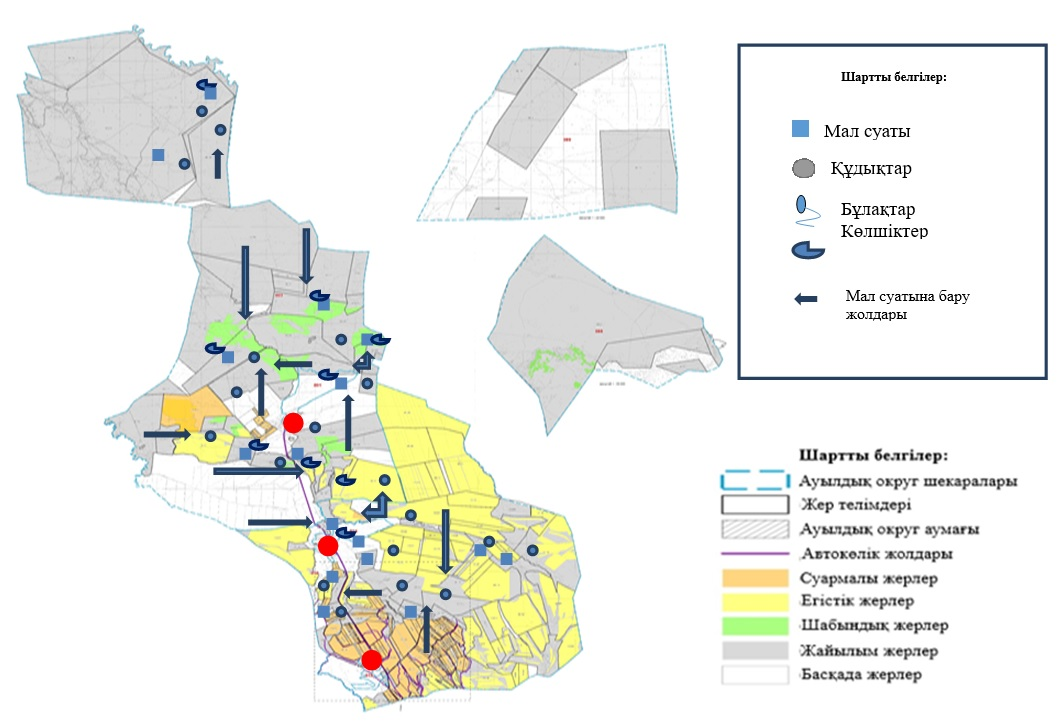 Шартты белгілер:
Мал суаты
Құдықтар
Бұлақтар
Көлшіктер
Мал суатына бару
жолдары
Шартты белгілер:
Ауылдық округ шекаралары
Жер телімдері
Ауылдық округ аумағы
Автокөлік жолдары
Суармалы жерлер
Егістік жерлер
Шабындық жерлер
Жайылым жерлер
Басқада жерлер